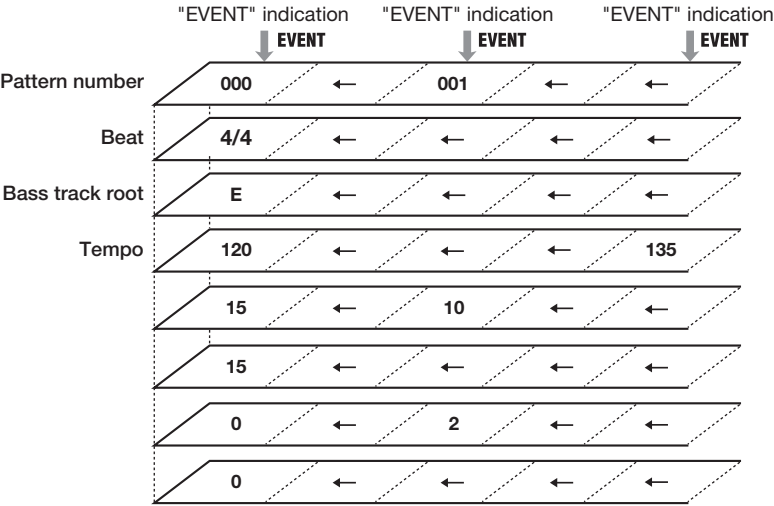 "EVENT" indication "EVENT" indication "EVENT" indication
EVENT EVENT EVENT
Pattern number 000 ← 001 ← ←
Beat 4/4 ← ← ← ←
Bass track root E ← ← ← ←
Tempo 120 ← ← ← 135
15 ← 10 ← ←
15 ← ← ← ←
0 ← 2 ← ←
0 ← ← ← ←